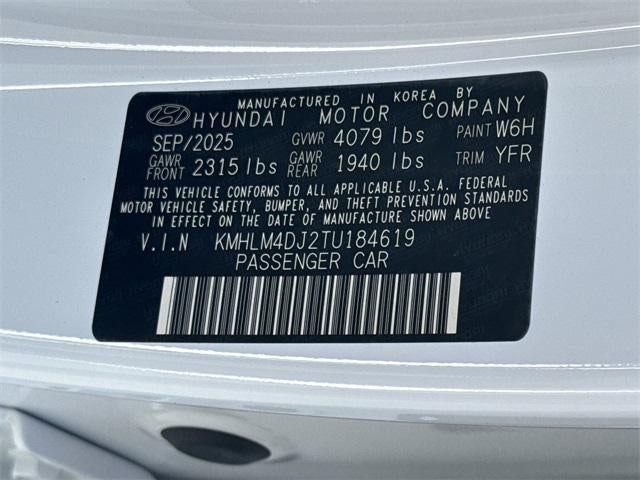 MANUFACTURED IN KOREA BY
HYUNDAI MOTOR COMPANY
SEP/2025 GVWR 4079 lbs PAINT W6H
GAWR FRONT 2315 lbs GAWR REAR 1940 lbs TRIM YFR
THIS VEHICLE CONFORMS TO ALL APPLICABLE U.S.A. FEDERAL
MOTOR VEHICLE SAFETY, BUMPER, AND THEFT PREVENTION STANDARDS
IN EFFECT ON THE DATE OF MANUFACTURE SHOWN ABOVE.
V.I.N KMHLM4DJ2TU184619
PASSENGER CAR